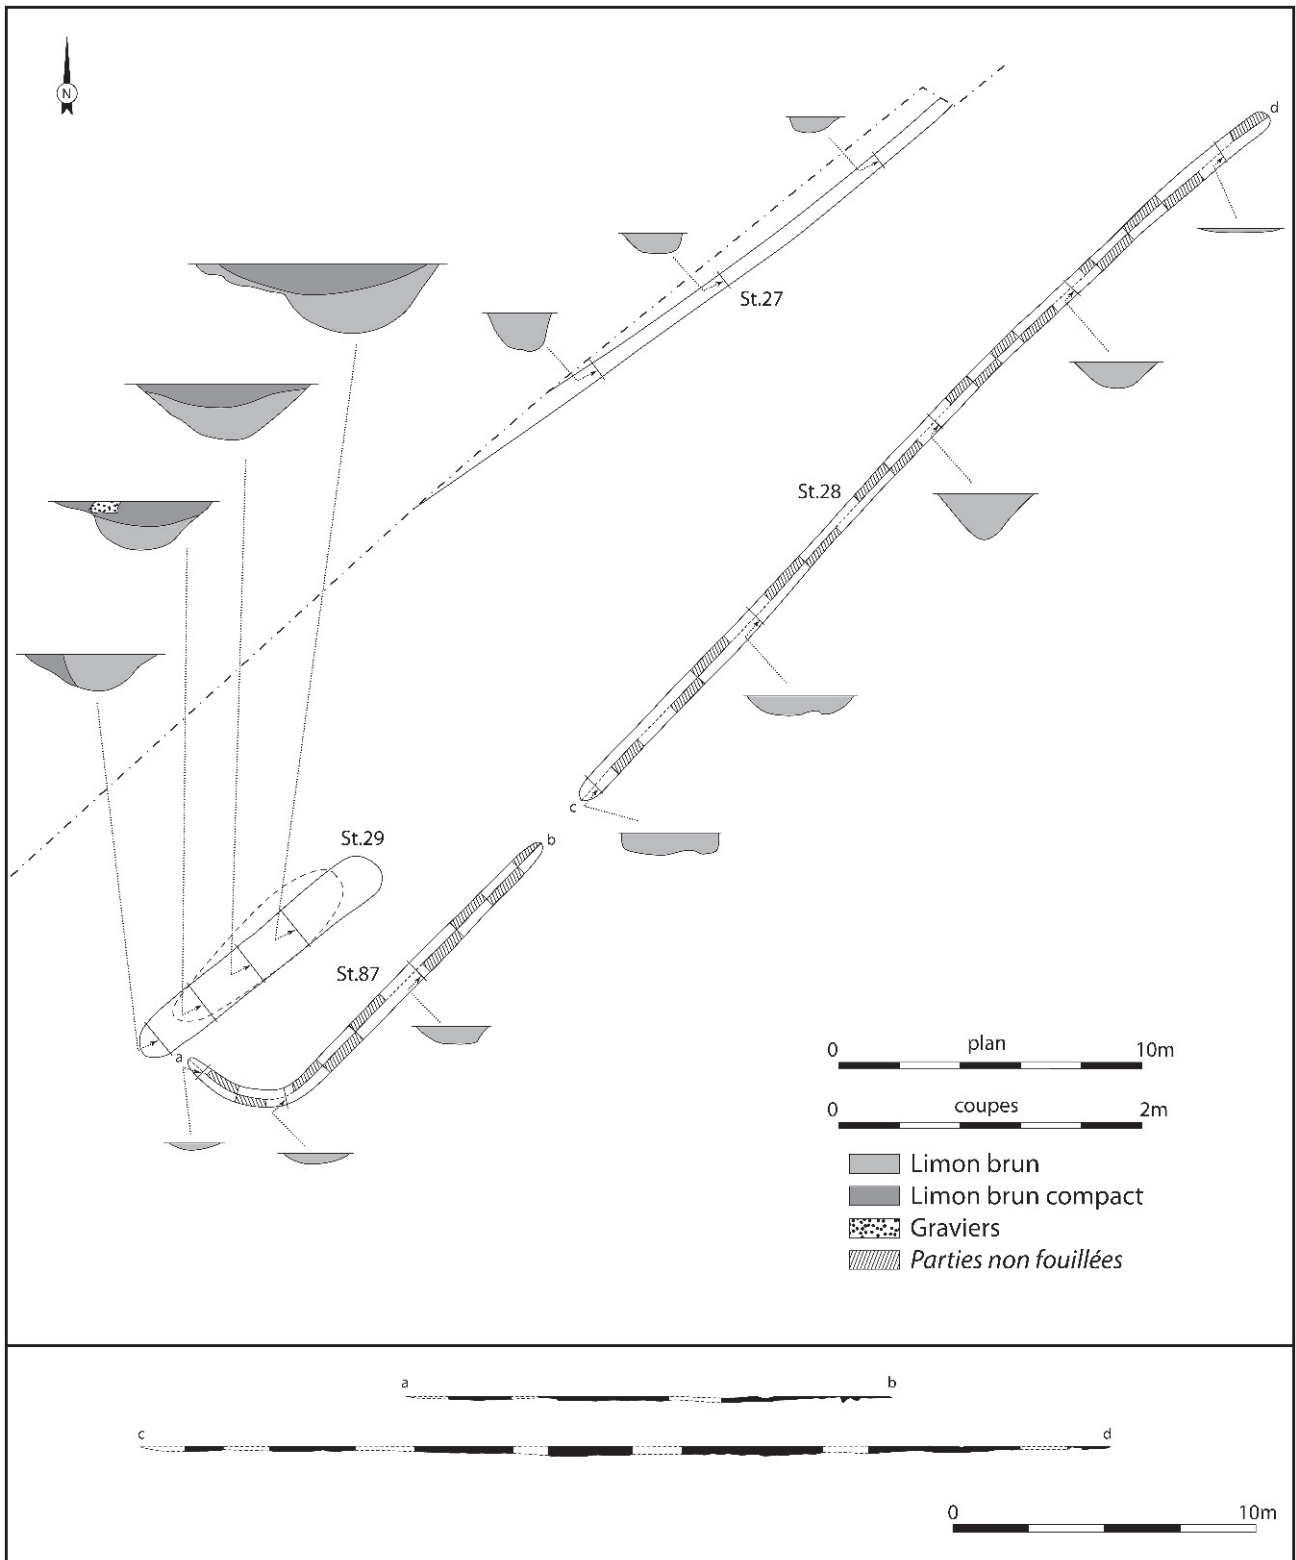 N
d
St.27
St.28
c
St.29
b
St.87
a
0 plan 10m
0 coupes 2m
Limon brun
Limon brun compact
Graviers
Parties non fouillées
a b
c d
0 10m